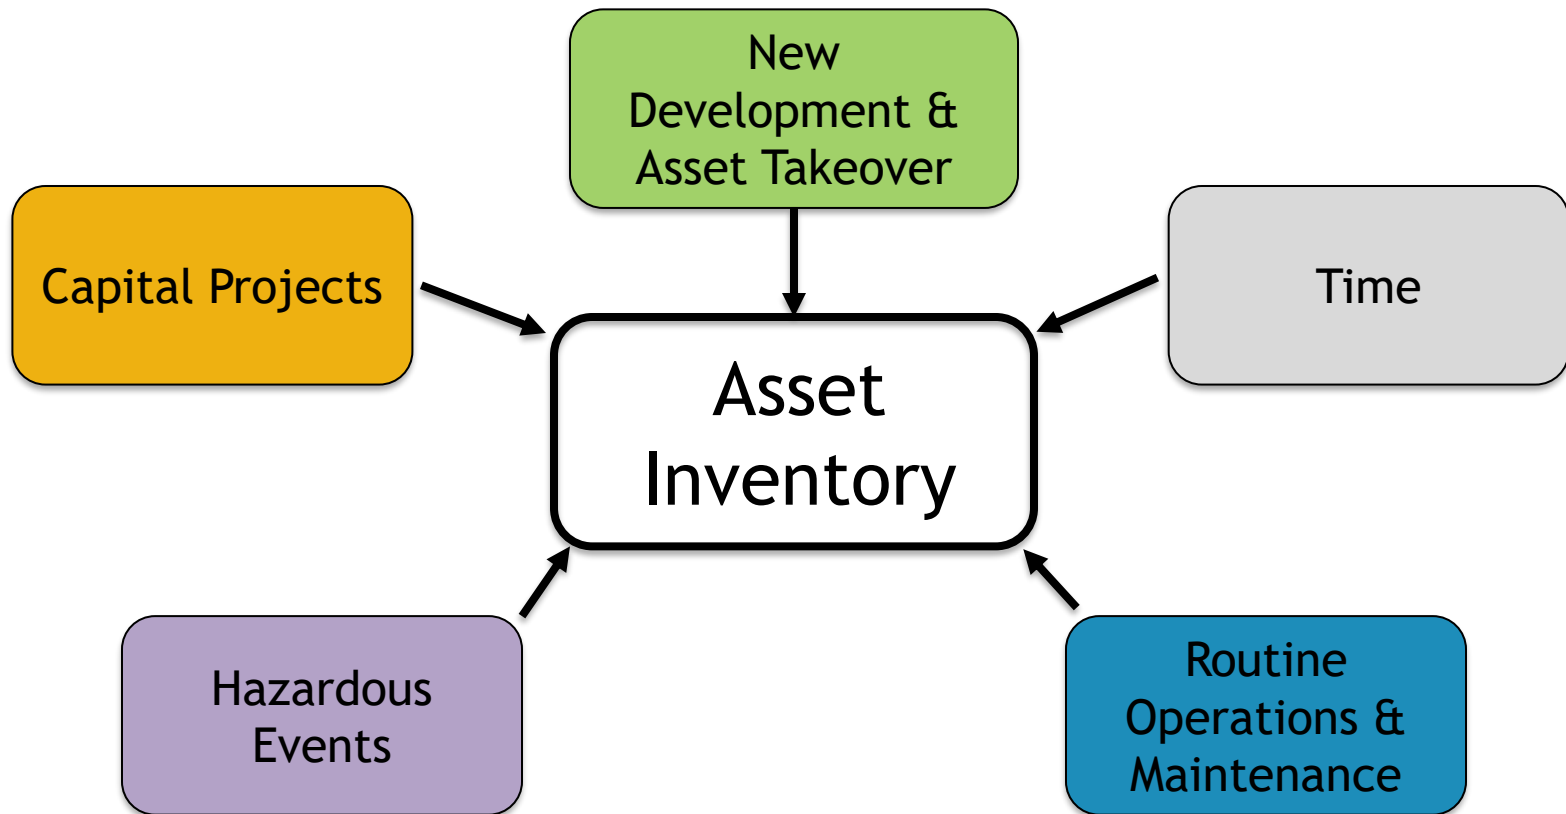 New
Development &
Asset Takeover
Capital Projects
Time
Asset
Inventory
Hazardous
Events
Routine
Operations &
Maintenance